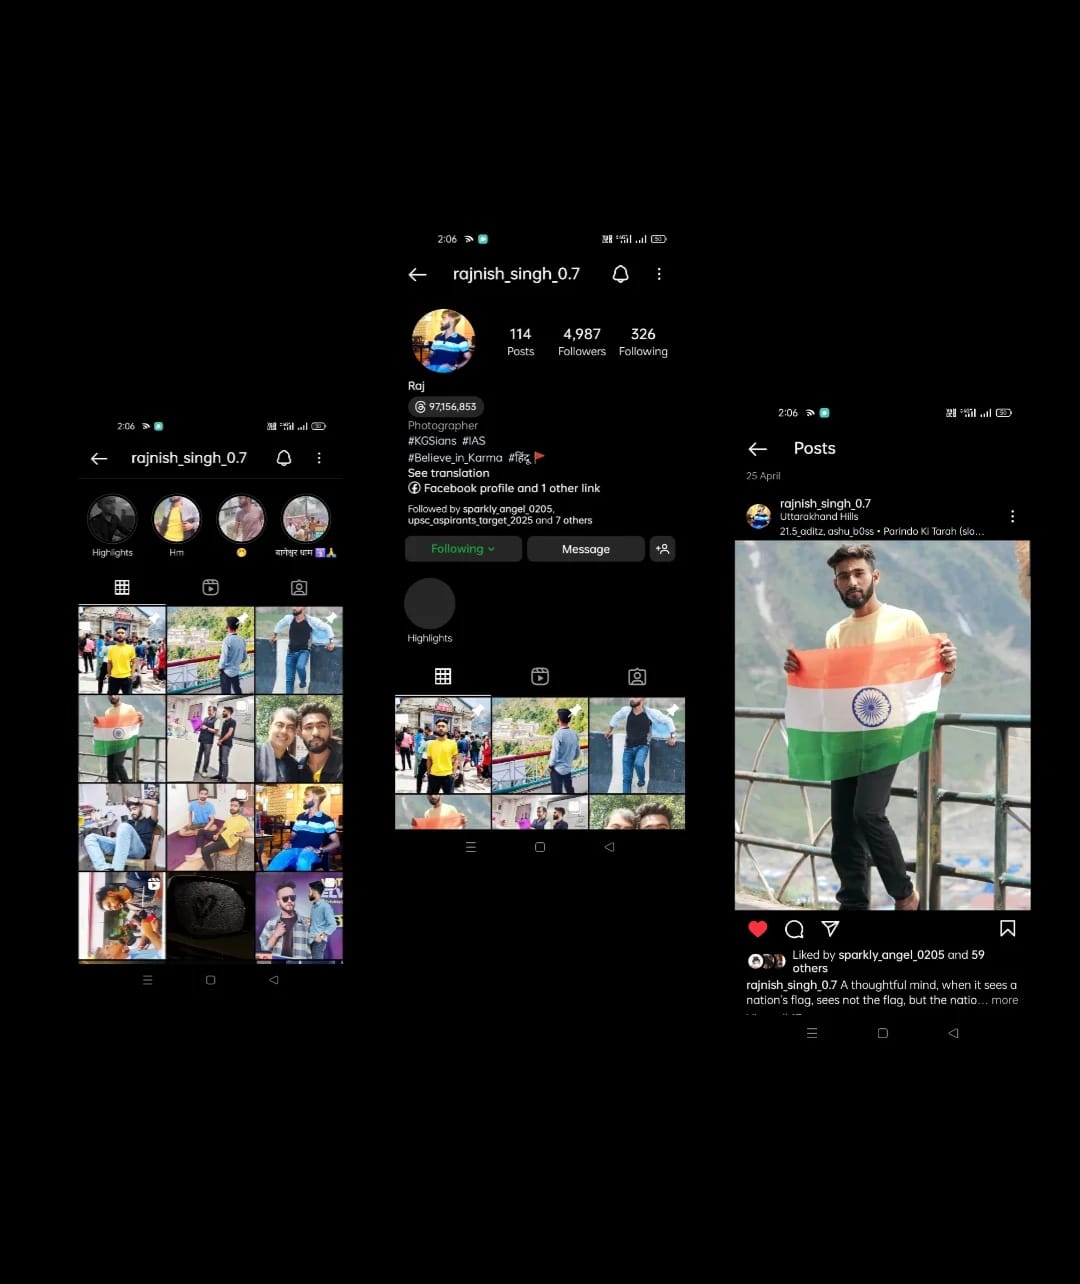 2:06
rajnish_singh_0.7
Highlights
Hm
बागेश्वर धाम
2:06
rajnish_singh_0.7
114
4,987
326
Posts
Followers
Following
Raj
97,156,853
Photographer
#KGSians #IAS
#Believe_in_Karma #हिंदू
See translation
Facebook profile and 1 other link
Followed by sparkly_angel_0205,
upsc_aspirants_target_2025 and 7 others
Following
Message
Highlights
2:06
Posts
25 April
rajnish_singh_0.7
Uttarakhand Hills
21.5_aditz, ashu_b0ss • Parindo Ki Tarah (slo...
Liked by sparkly_angel_0205 and 59
others
rajnish_singh_0.7 A thoughtful mind, when it sees a
nation's flag, sees not the flag, but the natio... more